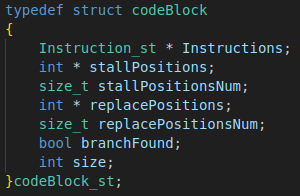 typedef struct codeBlock
{
    Instruction_st * Instructions;
    int * stallPositions;
    size_t stallPositionsNum;
    int * replacePositions;
    size_t replacePositionsNum;
    bool branchFound;
    int size;
}codeBlock_st;